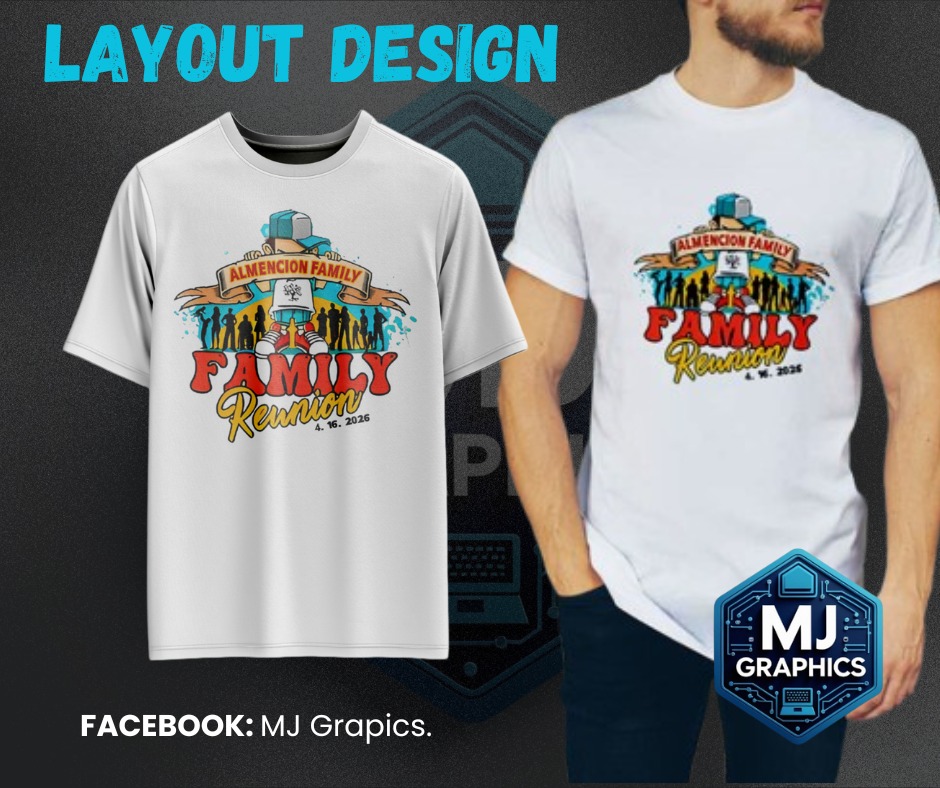 LAYOUT DESIGN
ALMENCION FAMILY
FAMILY
Reunion
4. 16. 2026
ALMENCION FAMILY
FAMILY
Reunion
4. 16. 2026
MJ
GRAPHICS
FACEBOOK: MJ Grapics.